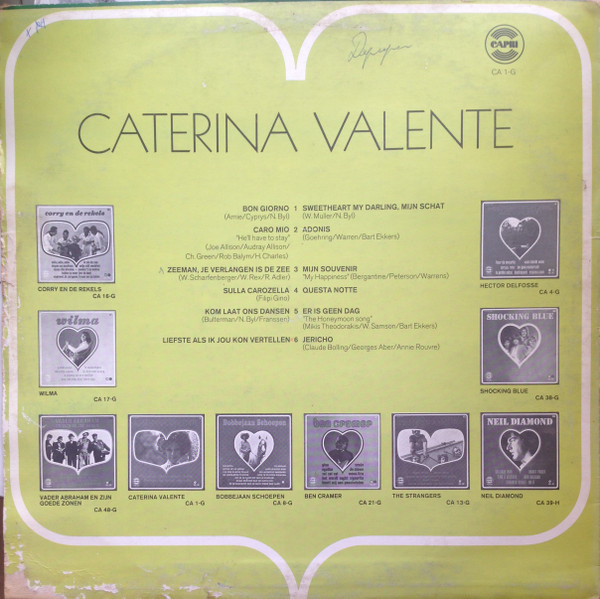 CAPRI
CA 1-G
CATERINA VALENTE
BON GIORNO 1
(Arnie/Cyprys/N. Byl)
CARO MIO 2
"He'll have to stay"
(Joe Allison/Audray Allison/
Ch. Green/Rob Balym/H. Charles)
ZEEMAN, JE VERLANGEN IS DE ZEE 3
(W. Scharfenberger/W. Rex/R. Adler)
SULLA CAROZELLA 4
(Filipi Gino)
KOM LAAT ONS DANSEN 5
(Bulterman/N. Byl/Franssen)
LIEFSTE ALS IK JOU KON VERTELLEN 6
SWEETHEART MY DARLING, MIJN SCHAT
(W. Müller/N. Byl)
ADONIS
(Goehring/Warren/Bart Ekkers)
MIJN SOUVENIR
"My Happiness" (Bergantine/Peterson/Warrens)
QUESTA NOTTE
ER IS GEEN DAG
"The Honeymoon song"
(Mikis Theodorakis/W. Samson/Bart Ekkers)
JERICHO
(Claude Bolling/Georges Aber/Annie Rouvre)
corry en de rekels
CORRY EN DE REKELS
CA 16-G
HECTOR DELFOSSE
CA 4-G
wilma
WILMA
CA 17-G
SHOCKING BLUE
SHOCKING BLUE
CA 38-G
VADER ABRAHAM EN ZIJN
GOEDE ZONEN
CA 48-G
CATERINA VALENTE
CATERINA VALENTE
CA 1-G
Bobbejaan Schoepen
BOBBEJAAN SCHOEPEN
CA 6-G
ben cramer
BEN CRAMER
CA 21-G
THE STRANGERS
CA 13-G
NEIL DIAMOND
NEIL DIAMOND
CA 39-H